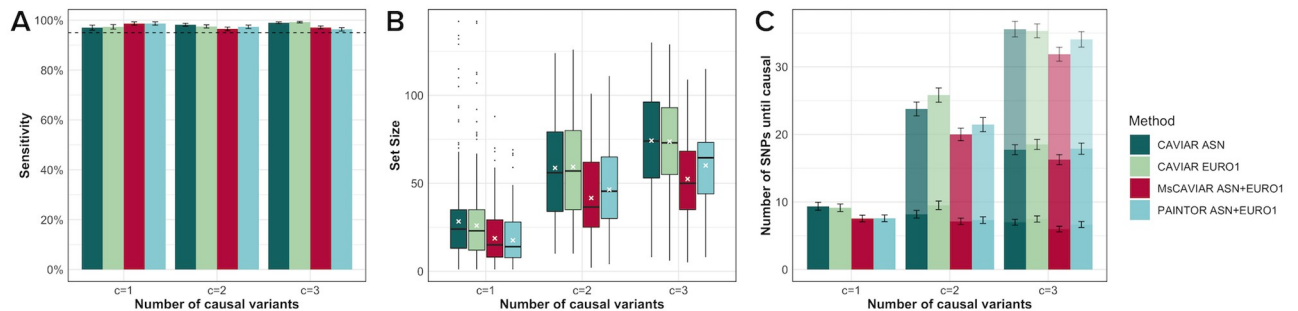 A
Sensitivity
100%
80%
60%
40%
20%
0%
c=1
c=2
c=3
Number of causal variants
B
Set Size
100
50
0
c=1
c=2
c=3
Number of causal variants
C
Number of SNPs until causal
30
20
10
0
c=1
c=2
c=3
Number of causal variants
Method
CAVIAR ASN
CAVIAR EURO1
MsCAVIAR ASN+EURO1
PAINTOR ASN+EURO1